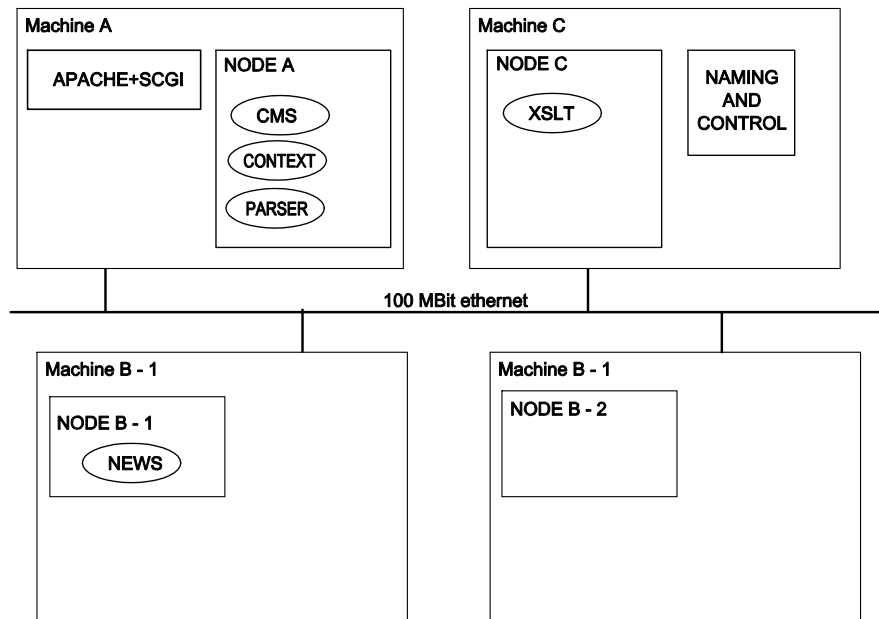 Machine A
APACHE+SCGI
NODE A
CMS
CONTEXT
PARSER
Machine C
NODE C
XSLT
NAMING
AND
CONTROL
100 MBit ethernet
Machine B - 1
NODE B - 1
NEWS
Machine B - 1
NODE B - 2